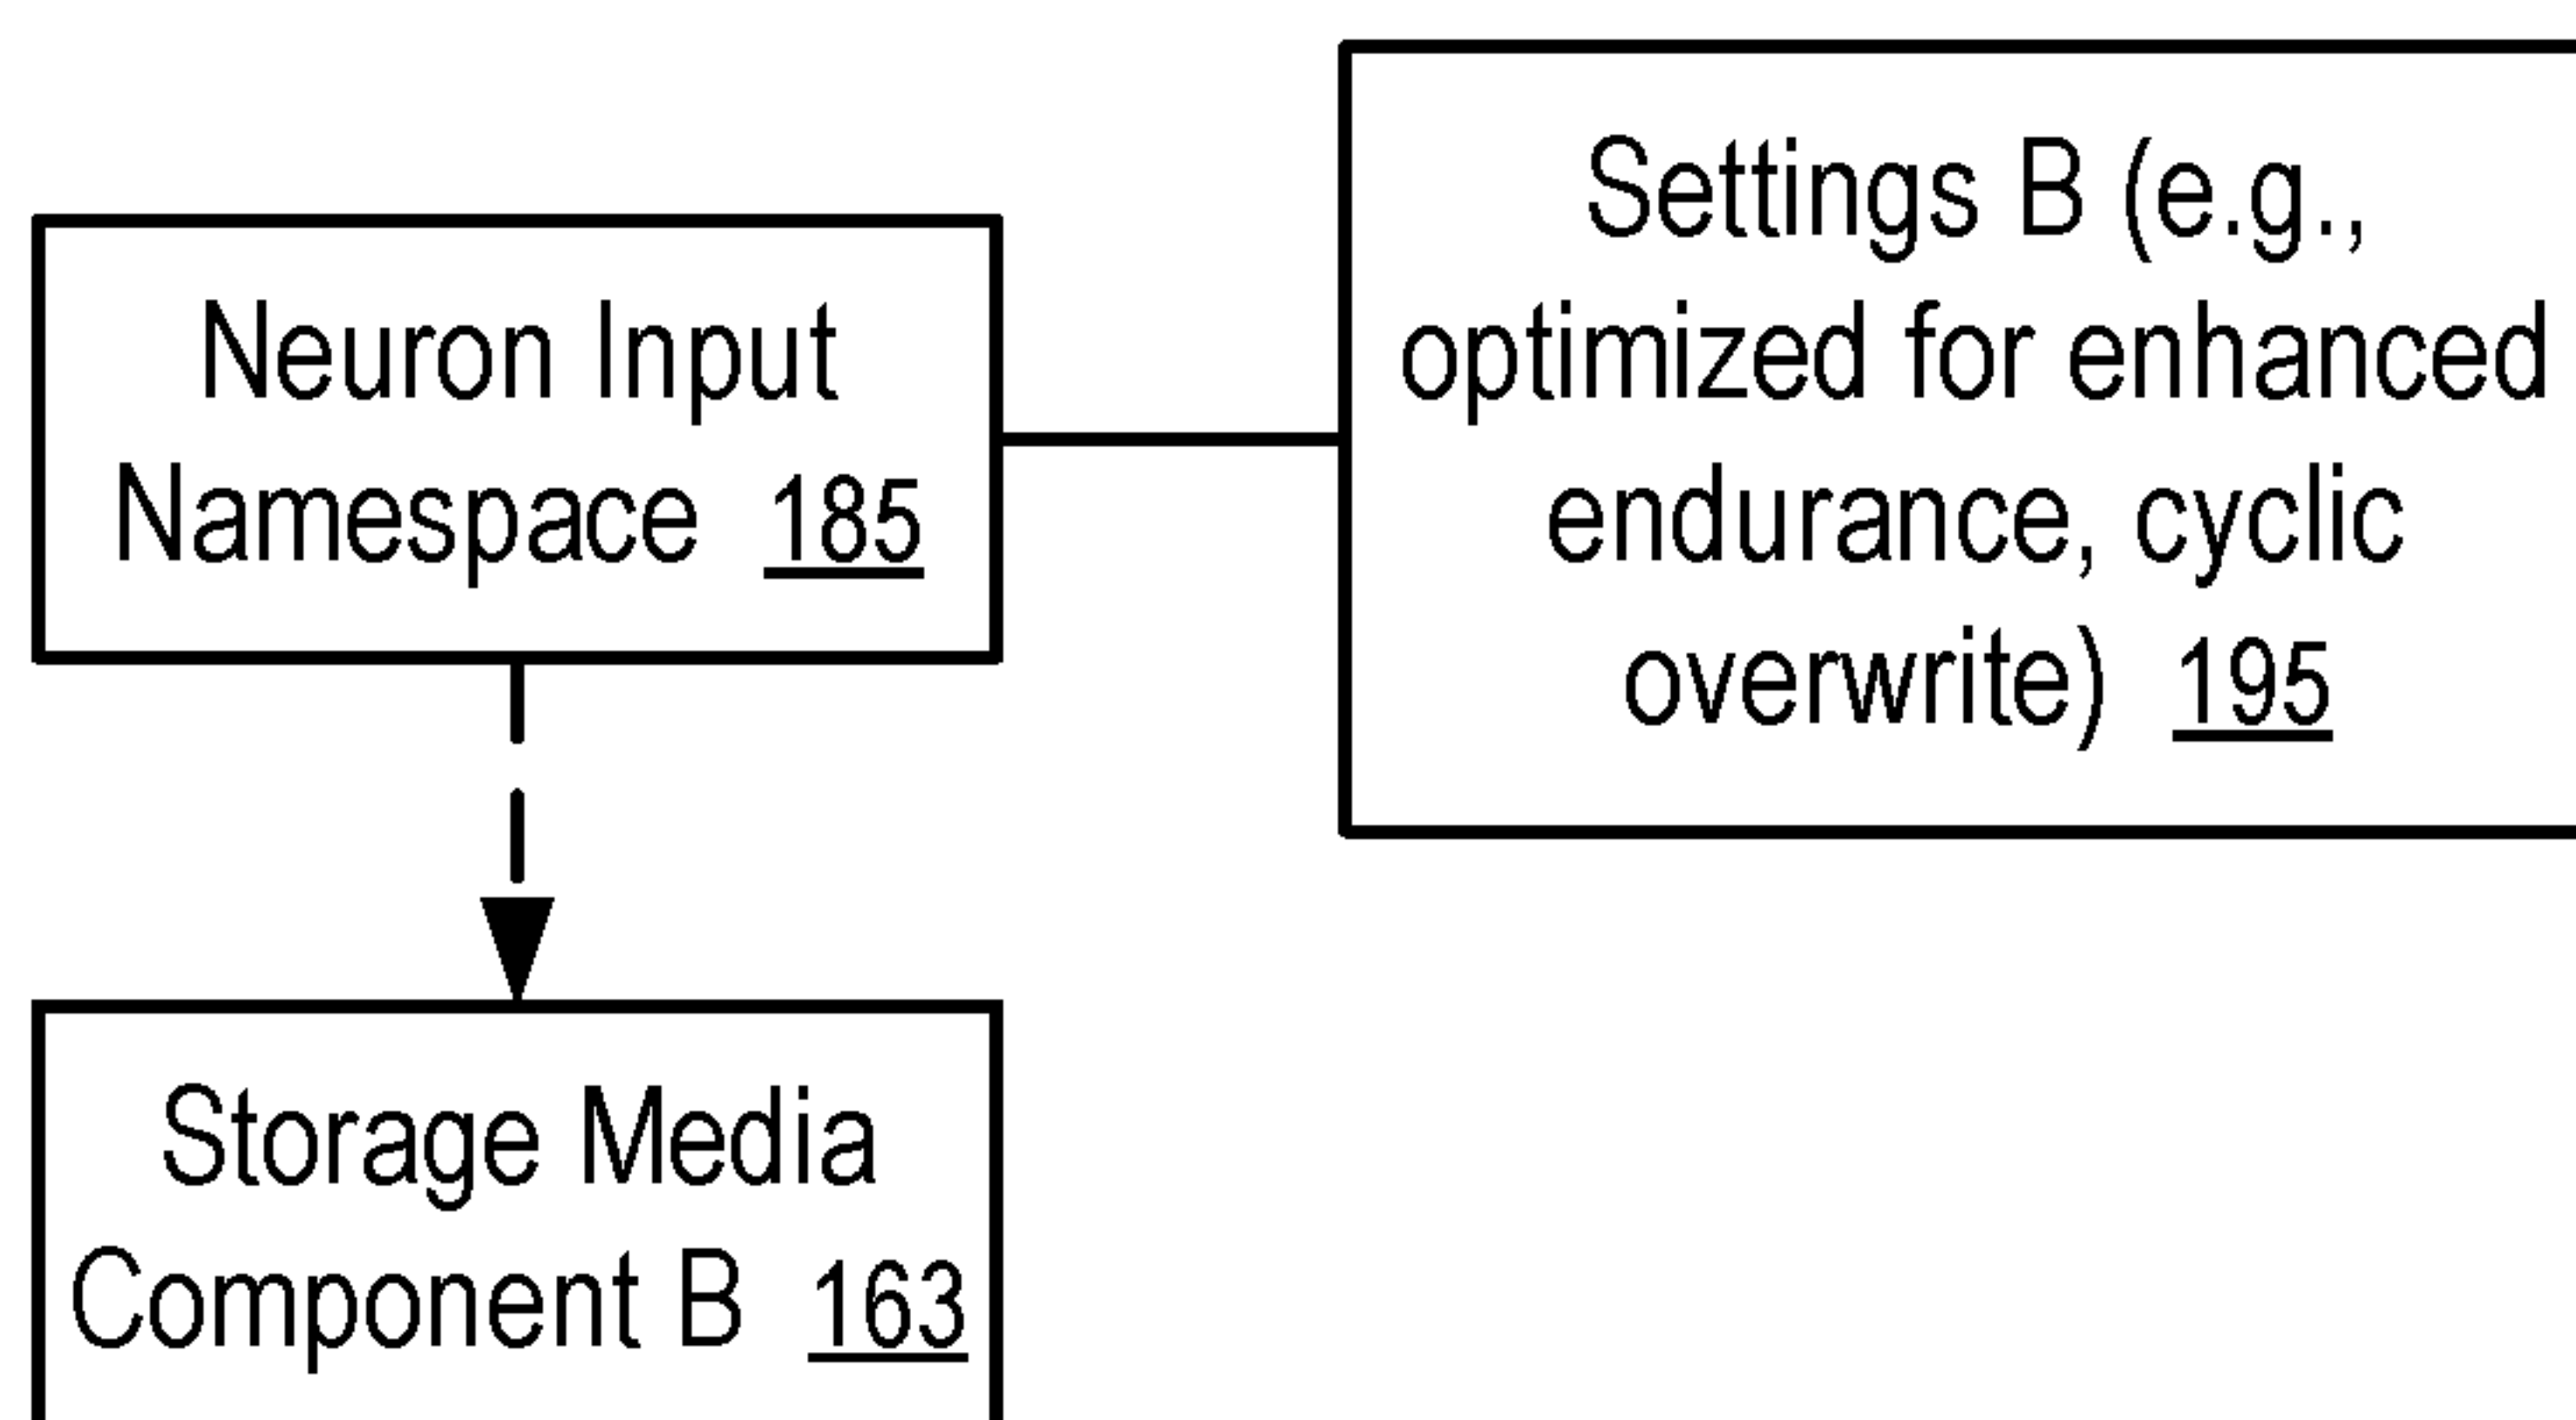 Neuron Input
Namespace 185
Settings B (e.g.,
optimized for enhanced
endurance, cyclic
overwrite) 195
Storage Media
Component B 163